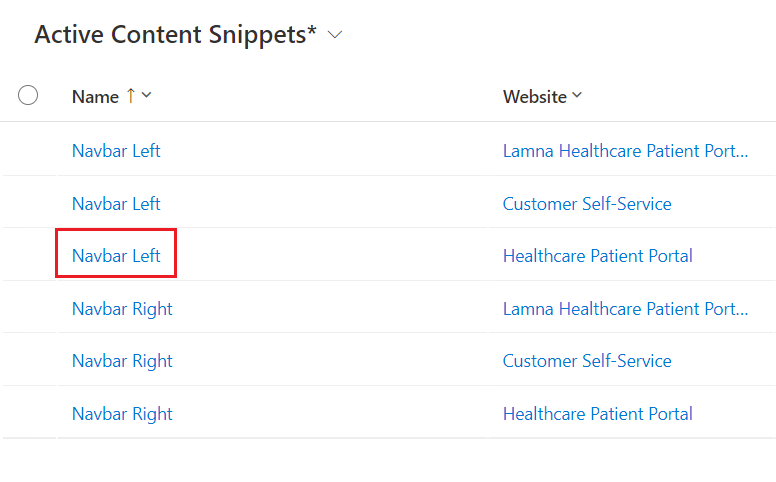 Active Content Snippets*
Name ↑ Website
Navbar Left Lamna Healthcare Patient Port...
Navbar Left Customer Self-Service
Navbar Left Healthcare Patient Portal
Navbar Right Lamna Healthcare Patient Port...
Navbar Right Customer Self-Service
Navbar Right Healthcare Patient Portal